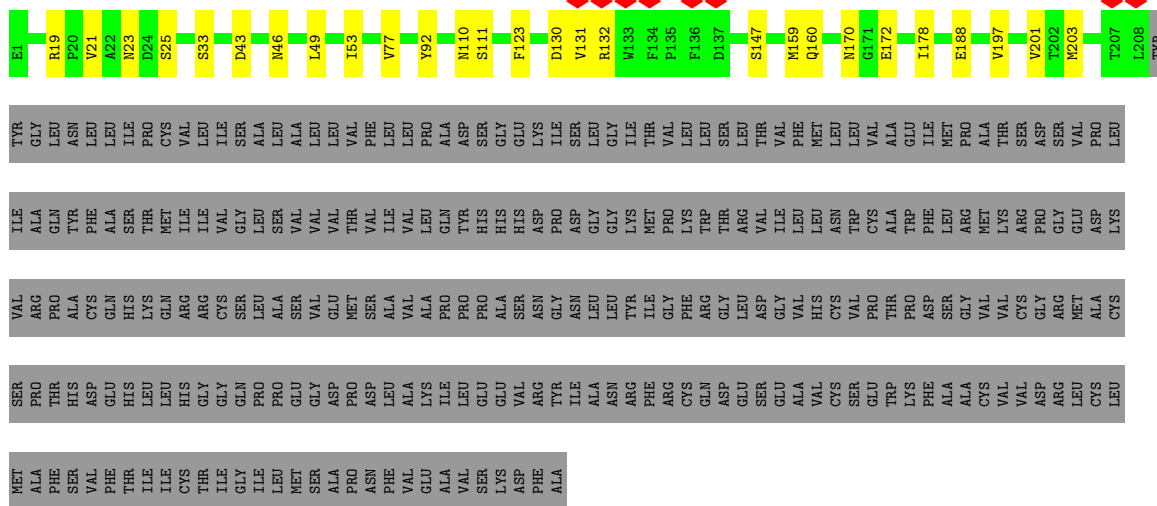 E1 R19 P20 V21 A22 N23 D24 S25 S33 D43 N46 L49 I53 V77 Y92 N110 S111 F123 D130 V131 R132 W133 F134 P135 F136 D137 S147 M159 Q160 N170 G171 E172 I178 E188 V197 V201 T202 M203 T207 L208 TYR
TYR GLY LEU ASN LEU LEU ILE PRO CYS VAL LEU ILE SER ALA LEU ALA LEU LEU VAL PHE LEU LEU PRO ALA ASP SER GLY GLU LYS ILE SER LEU GLY ILE THR VAL LEU LEU SER LEU THR VAL PHE MET LEU LEU VAL ALA GLU ILE MET PRO ALA THR SER ASP SER VAL PRO LEU
ILE ALA GLN TYR PHE ALA SER THR MET ILE ILE VAL GLY LEU SER VAL VAL VAL THR VAL ILE VAL LEU GLN TYR HIS HIS HIS ASP PRO ASP GLY GLY LYS MET PRO LYS TRP THR ARG VAL ILE LEU LEU ASN TRP CYS ALA TRP PHE LEU ARG MET LYS ARG PRO GLY GLU ASP LYS
VAL ARG PRO ALA CYS GLN HIS LYS GLN ARG ARG CYS SER LEU ALA SER VAL GLU MET SER ALA VAL ALA PRO PRO PRO ALA SER ASN GLY ASN LEU LEU TYR ILE GLY PHE ARG GLY LEU ASP GLY VAL HIS CYS VAL PRO THR PRO ASP SER GLY VAL VAL CYS GLY ARG MET ALA CYS
SER PRO THR HIS ASP GLU HIS LEU LEU HIS GLY GLY GLN PRO PRO GLU GLY ASP PRO ASP LEU ALA LYS ILE LEU GLU GLU VAL ARG TYR ILE ALA ASN ARG PHE ARG CYS GLN ASP GLU SER GLU ALA VAL CYS SER GLU TRP LYS PHE ALA ALA CYS VAL VAL ASP ARG LEU CYS LEU
MET ALA PHE SER VAL PHE THR ILE ILE CYS THR ILE GLY ILE LEU MET SER ALA PRO ASN PHE VAL GLU ALA VAL SER LYS ASP PHE ALA